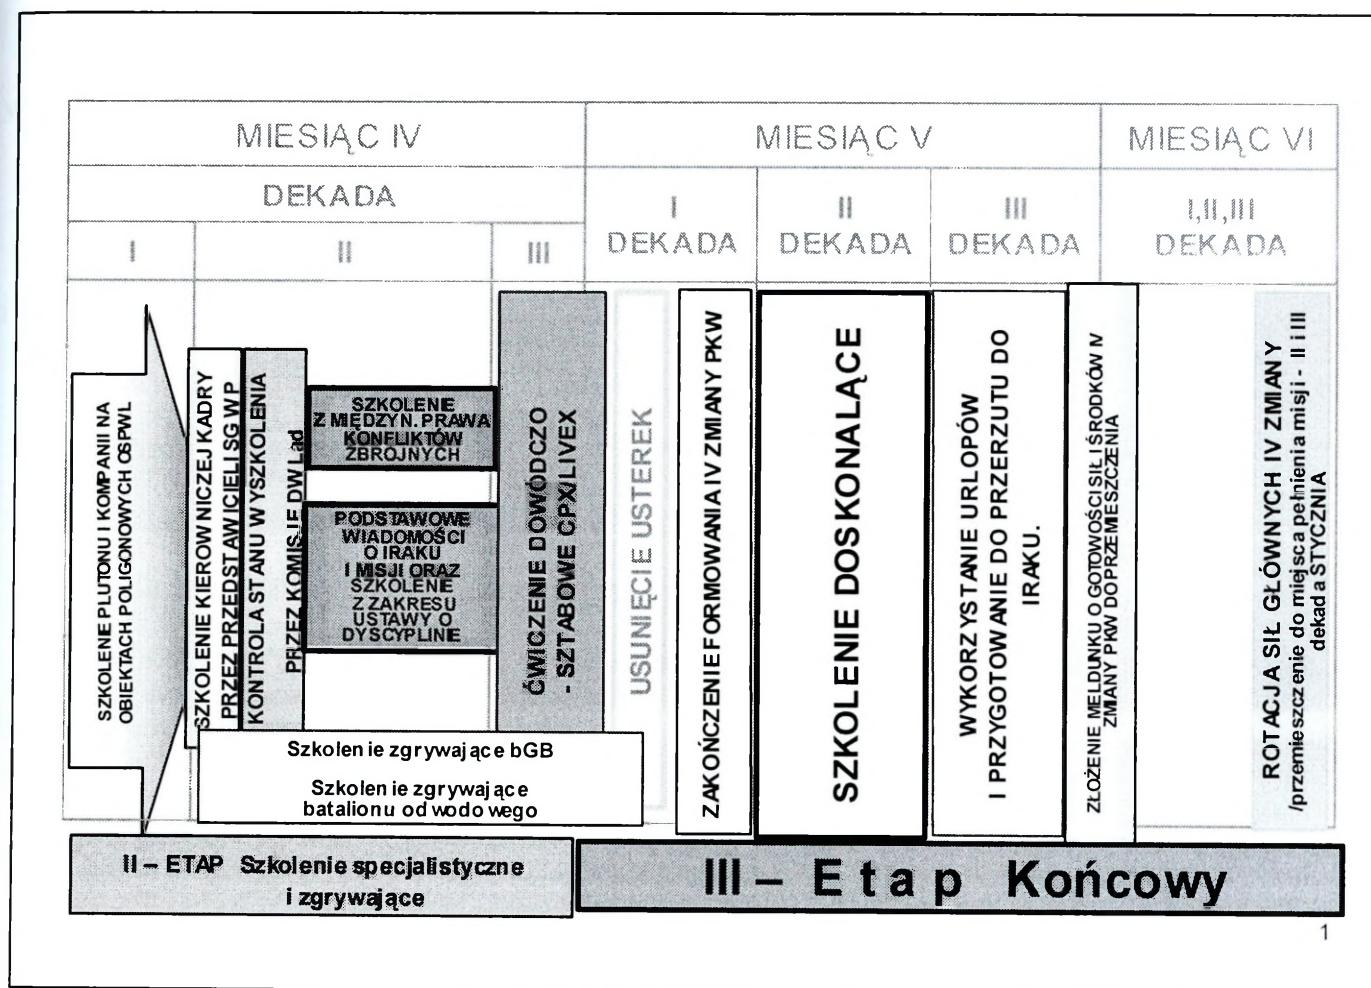 MIESIĄC IV
MIESIĄC V
MIESIĄC VI
DEKADA
I
DEKADA
II
DEKADA
III
DEKADA
I,II,III
DEKADA
I
II
III
SZKOLENIE PLUTONU I KOMPANII NA
OBIEKTACH POLIGONOWYCH OSPWL
SZKOLENIE KIEROWNICZEJ KADRY
PRZEZ PRZEDSTAWICIELI SG WP
KONTROLA STANU WYSZKOLENIA
PRZEZ KOMISJE DWLąd
SZKOLENIE
Z MIĘDZYN. PRAWA
KONFLIKTÓW
ZBROJNYCH
PODSTAWOWE
WIADOMOŚCI
O IRAKU
I MISJI ORAZ
SZKOLENIE
Z ZAKRESU
USTAWY O
DYSCYPLINIE
ĆWICZENIE DOWÓDCZO
- SZTABOWE CPX/LIVEX
USUNIĘCIE USTEREK
ZAKOŃCZENIE FORMOWANIA IV ZMIANY PKW
SZKOLENIE DOSKONALĄCE
WYKORZYSTANIE URLOPÓW
I PRZYGOTOWANIE DO PRZERZUTU DO
IRAKU.
ZŁOŻENIE MELDUNKU O GOTOWOŚCI SIŁ I ŚRODKÓW IV
ZMIANY PKW DO PRZEMIESZCZENIA
ROTACJA SIŁ GŁÓWNYCH IV ZMIANY
/przemieszczenie do miejsca pełnienia misji - II i III
dekada STYCZNIA
Szkolenie zgrywające bGB
Szkolenie zgrywające
batalionu odwodowego
II – ETAP Szkolenie specjalistyczne
i zgrywające
III – Etap Końcowy
1